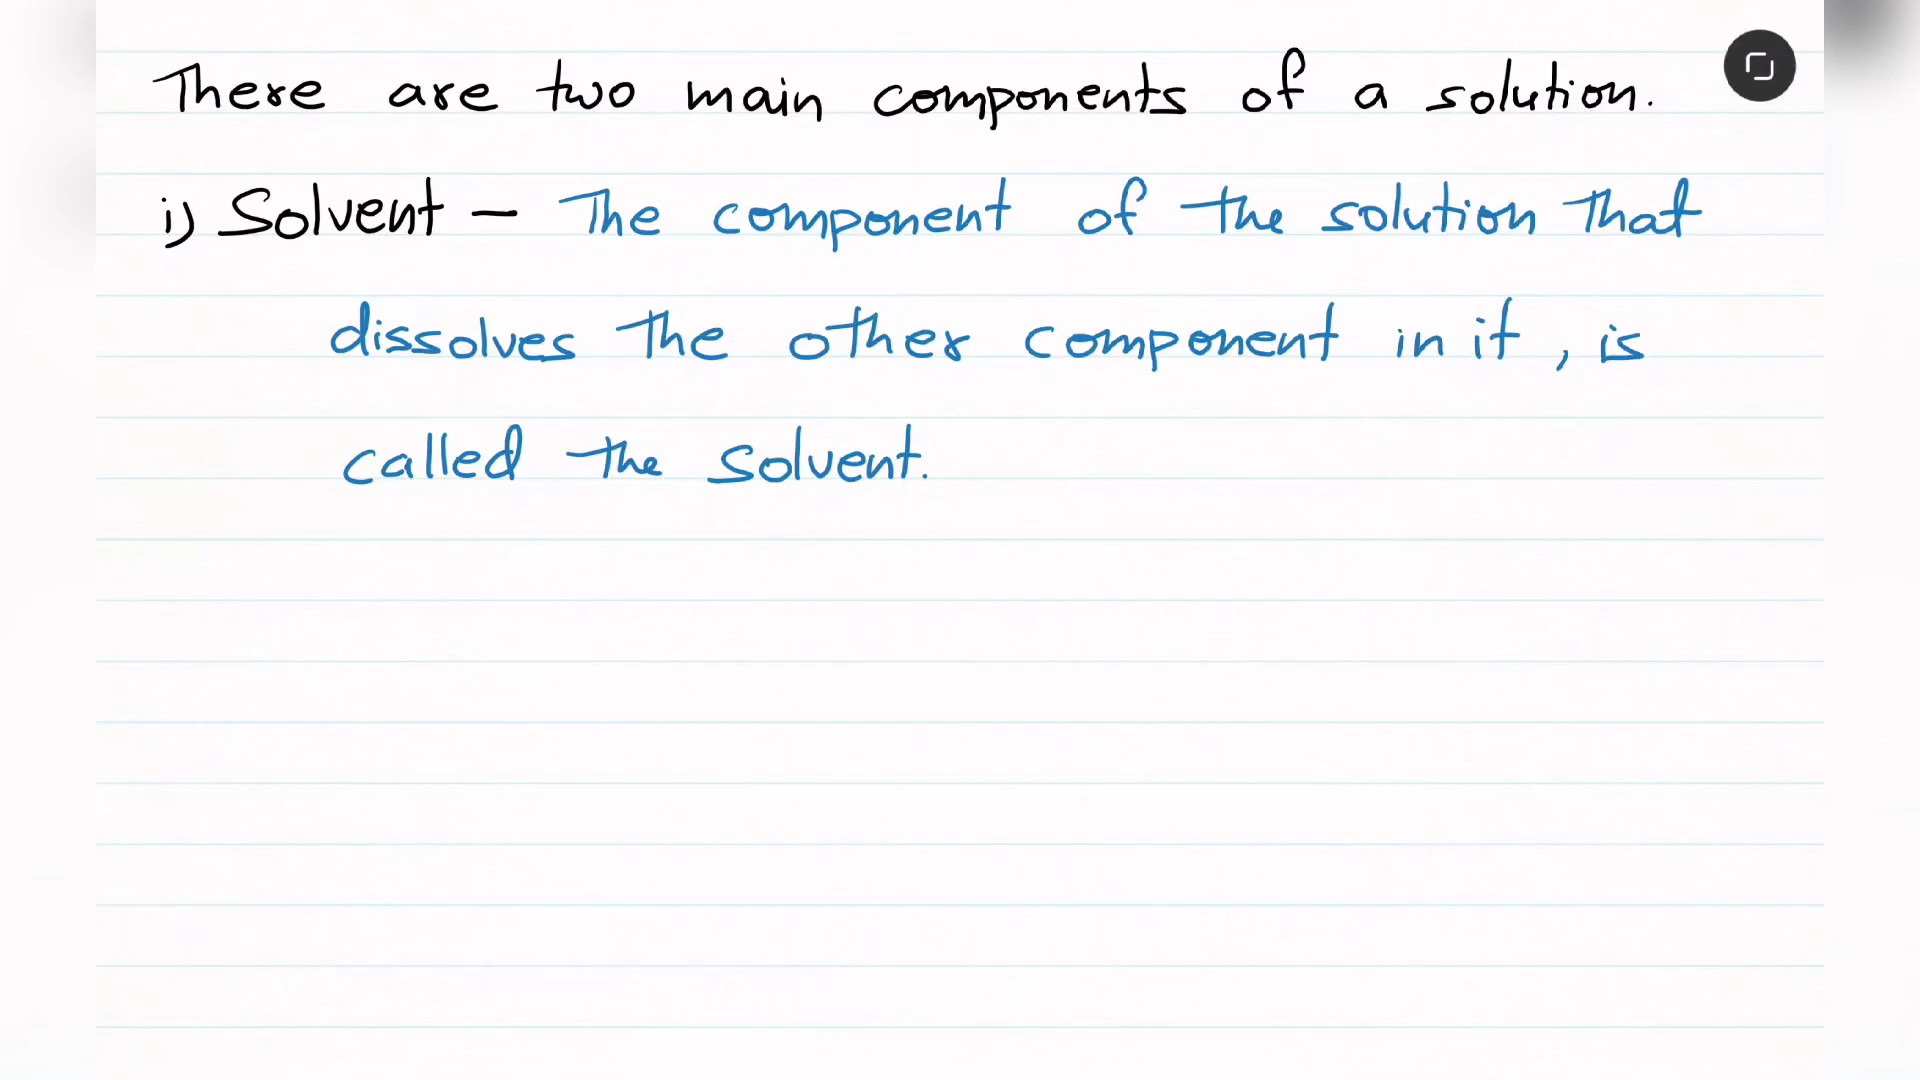 There are two main components of a solution.
i) Solvent – The component of the solution that
dissolves the other component in it, is
called the solvent.